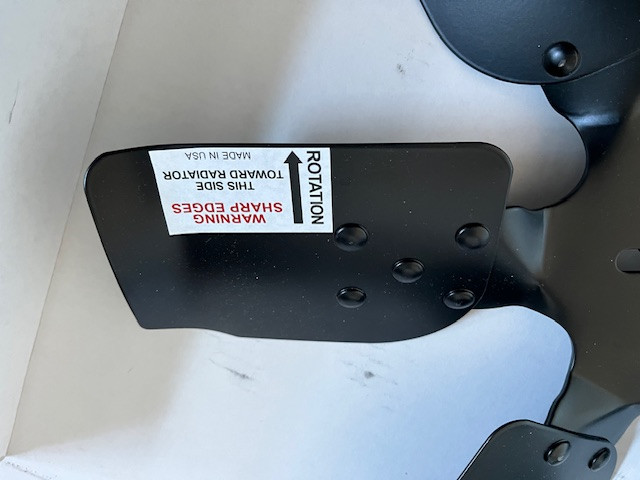 WARNING
SHARP EDGES
THIS SIDE
TOWARD RADIATOR
MADE IN USA
ROTATION